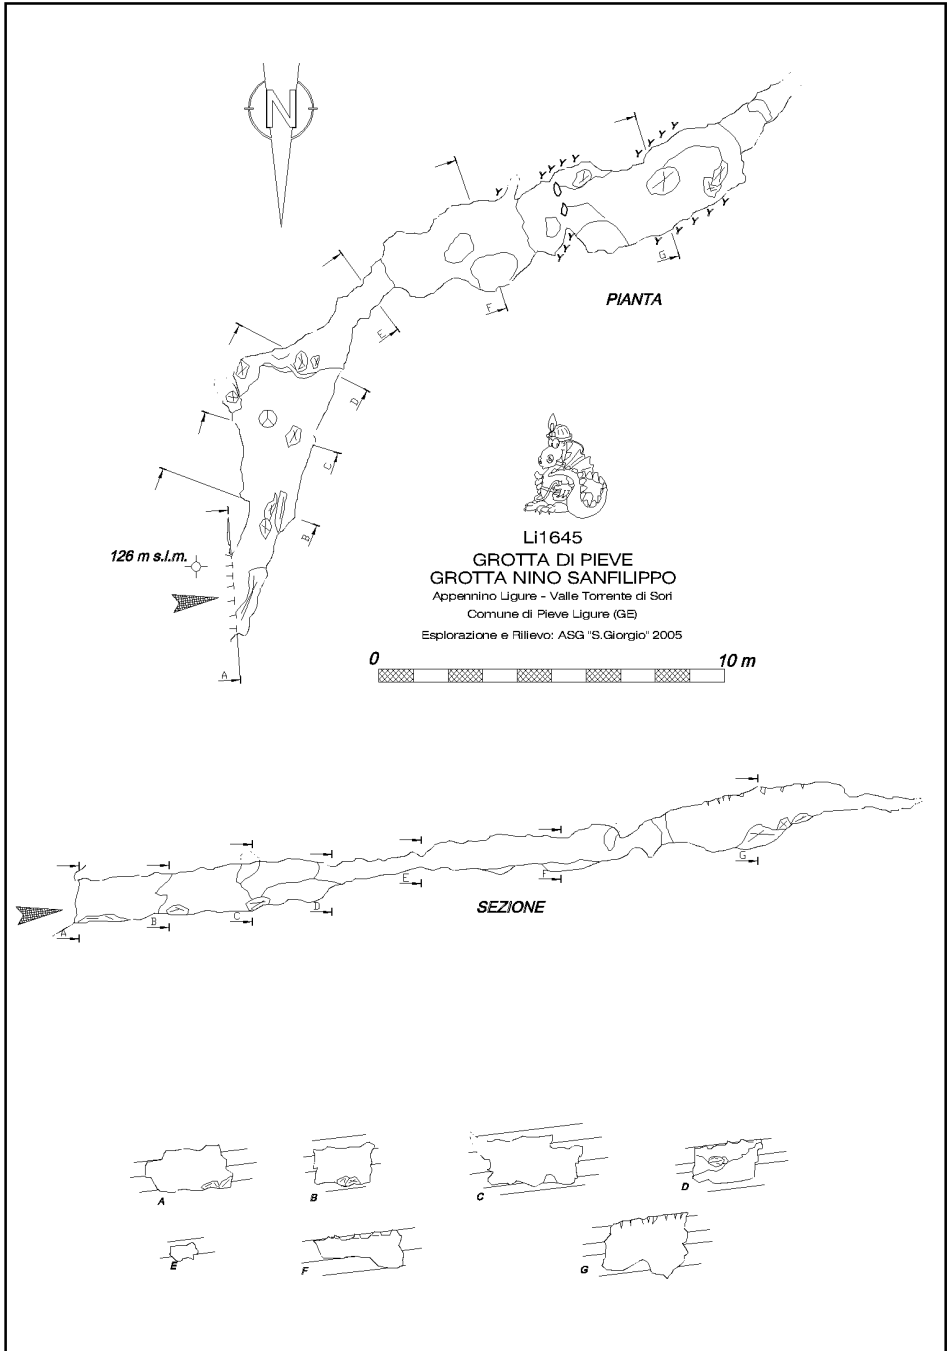 N
G
PIANTA
F
E
D
C
B
126 m s.l.m.
A
Li1645
GROTTA DI PIEVE
GROTTA NINO SANFILIPPO
Appennino Ligure - Valle Torrente di Sori
Comune di Pieve Ligure (GE)
Esplorazione e Rilievo: ASG "S.Giorgio" 2005
0 10 m
A B C D E F G
SEZIONE
A B C D
E F G